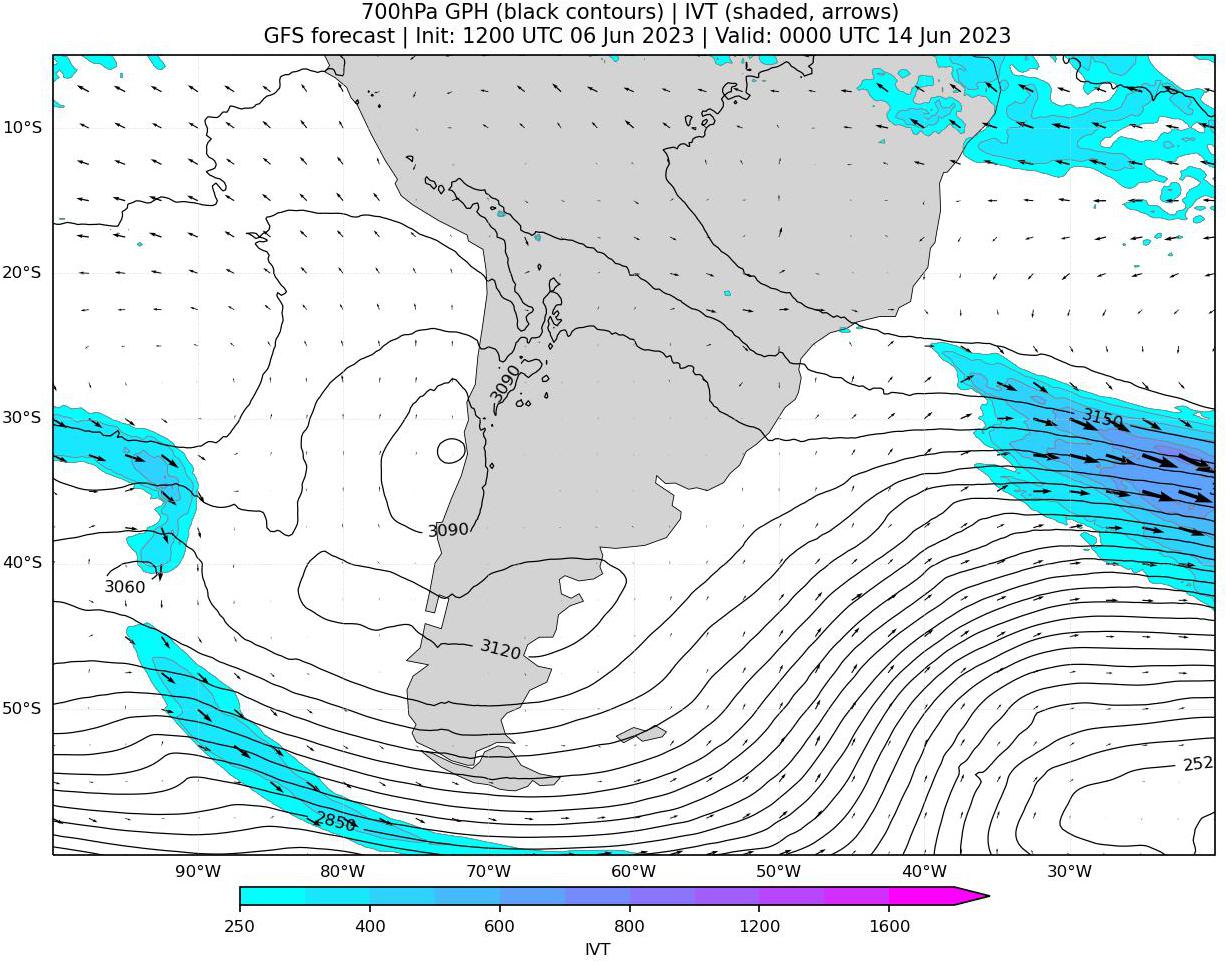 700hPa GPH (black contours) | IVT (shaded, arrows)
GFS forecast | Init: 1200 UTC 06 Jun 2023 | Valid: 0000 UTC 14 Jun 2023
10°S
20°S
3090
30°S
3150
3090
40°S
3060
3120
50°S
252
2850
90°W 80°W 70°W 60°W 50°W 40°W 30°W
250 400 600 800 1200 1600
IVT